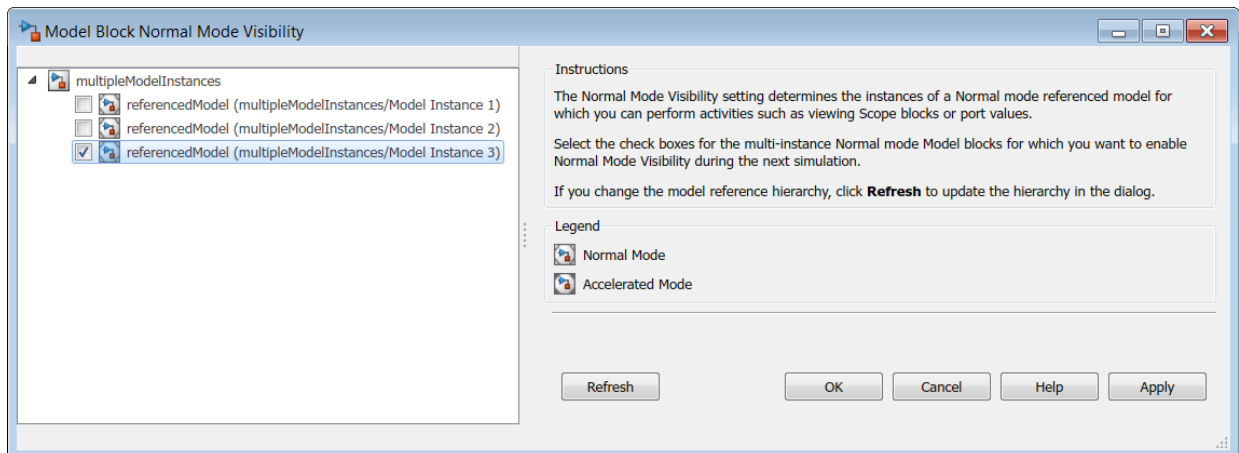 Model Block Normal Mode Visibility
multipleModelInstances
referencedModel (multipleModelInstances/Model Instance 1)
referencedModel (multipleModelInstances/Model Instance 2)
referencedModel (multipleModelInstances/Model Instance 3)
Instructions
The Normal Mode Visibility setting determines the instances of a Normal mode referenced model for
which you can perform activities such as viewing Scope blocks or port values.
Select the check boxes for the multi-instance Normal mode Model blocks for which you want to enable
Normal Mode Visibility during the next simulation.
If you change the model reference hierarchy, click Refresh to update the hierarchy in the dialog.
Legend
Normal Mode
Accelerated Mode
Refresh
OK
Cancel
Help
Apply